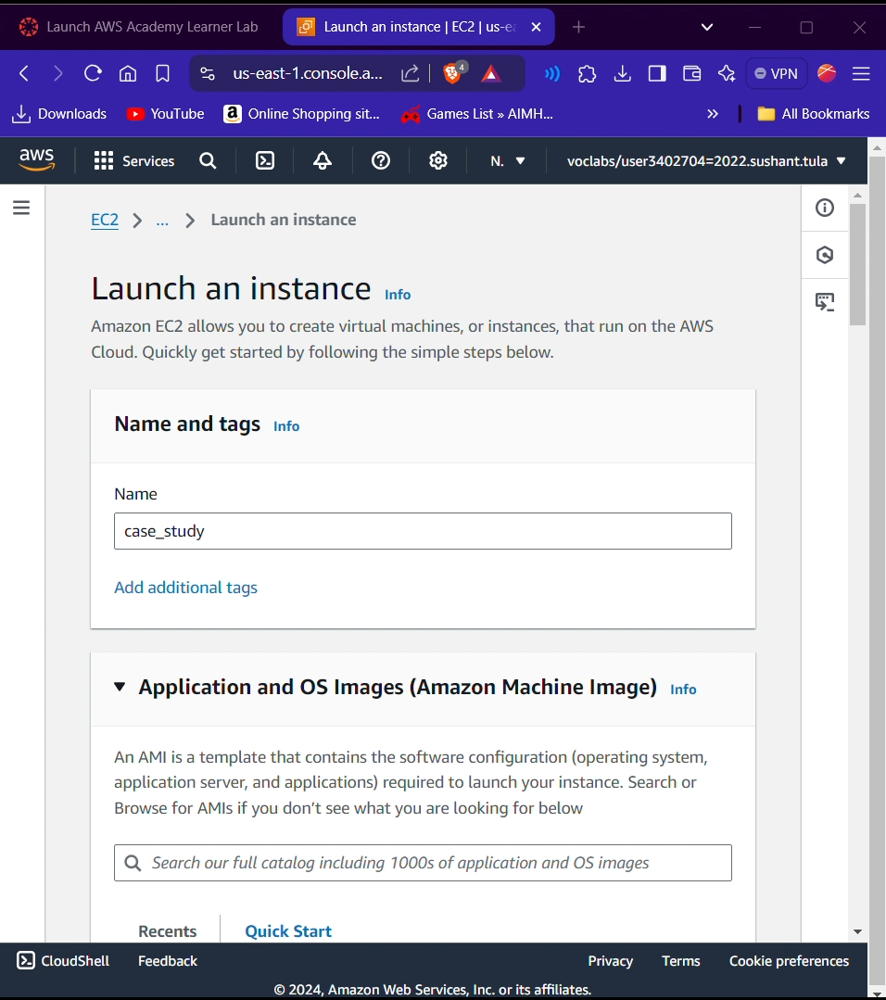 Launch AWS Academy Learner Lab
Launch an instance | EC2 | us-ea
us-east-1.console.a...
4
VPN
Downloads
YouTube
Online Shopping sit...
Games List » AIMH...
All Bookmarks
aws
Services
N.
voclabs/user3402704=2022.sushant.tula
EC2
...
Launch an instance
Launch an instance Info
Amazon EC2 allows you to create virtual machines, or instances, that run on the AWS
Cloud. Quickly get started by following the simple steps below.
Name and tags Info
Name
case_study
Add additional tags
Application and OS Images (Amazon Machine Image) Info
An AMI is a template that contains the software configuration (operating system,
application server, and applications) required to launch your instance. Search or
Browse for AMIs if you don't see what you are looking for below
Search our full catalog including 1000s of application and OS images
Recents
Quick Start
CloudShell
Feedback
Privacy
Terms
Cookie preferences
© 2024, Amazon Web Services, Inc. or its affiliates.